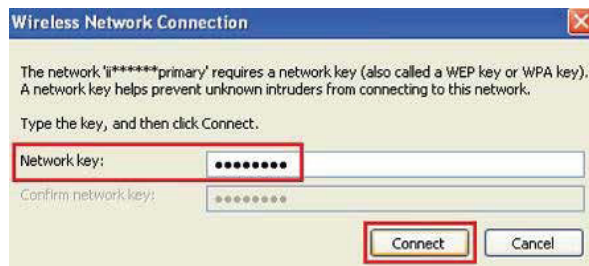 Wireless Network Connection
The network 'ii******primary' requires a network key (also called a WEP key or WPA key).
A network key helps prevent unknown intruders from connecting to this network.
Type the key, and then click Connect.
Network key: ●●●●●●●●
Confirm network key: ●●●●●●●●
Connect Cancel